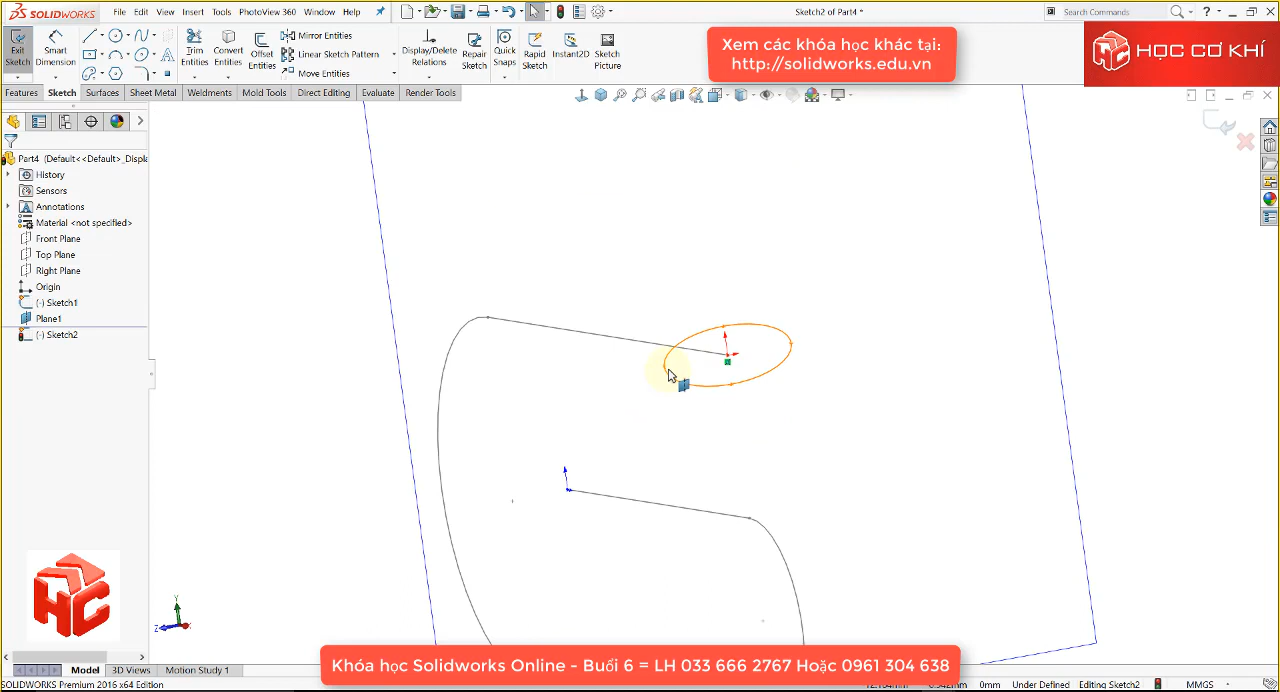 SOLIDWORKS File Edit View Insert Tools PhotoView 360 Window Help Sketch2 of Part4 * Search Commands
Exit Sketch
Smart Dimension
Trim Entities
Convert Entities
Offset Entities
Mirror Entities
Linear Sketch Pattern
Move Entities
Display/Delete Relations
Repair Sketch
Quick Snaps
Rapid Sketch
Instant2D
Sketch Picture
Xem các khóa học khác tại:
http://solidworks.edu.vn
HỌC CƠ KHÍ
Features Sketch Surfaces Sheet Metal Weldments Mold Tools Direct Editing Evaluate Render Tools
Part4 (Default<<Default>_Displa
History
Sensors
Annotations
Material <not specified>
Front Plane
Top Plane
Right Plane
Origin
(-) Sketch1
Plane1
(-) Sketch2
HC
Y
Z
Khóa học Solidworks Online - Buổi 6 = LH 033 666 2767 Hoặc 0961 304 638
Model 3D Views Motion Study 1
SOLIDWORKS Premium 2016 x64 Edition 0mm Under Defined Editing Sketch2 MMGS